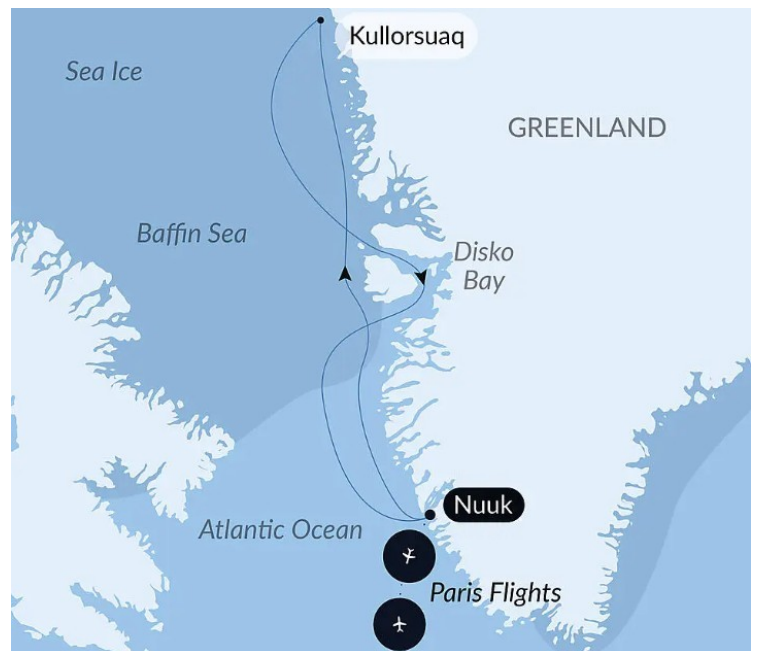 Kullorsuaq
Sea Ice
GREENLAND
Baffin Sea
Disko
Bay
Nuuk
Atlantic Ocean
Paris Flights